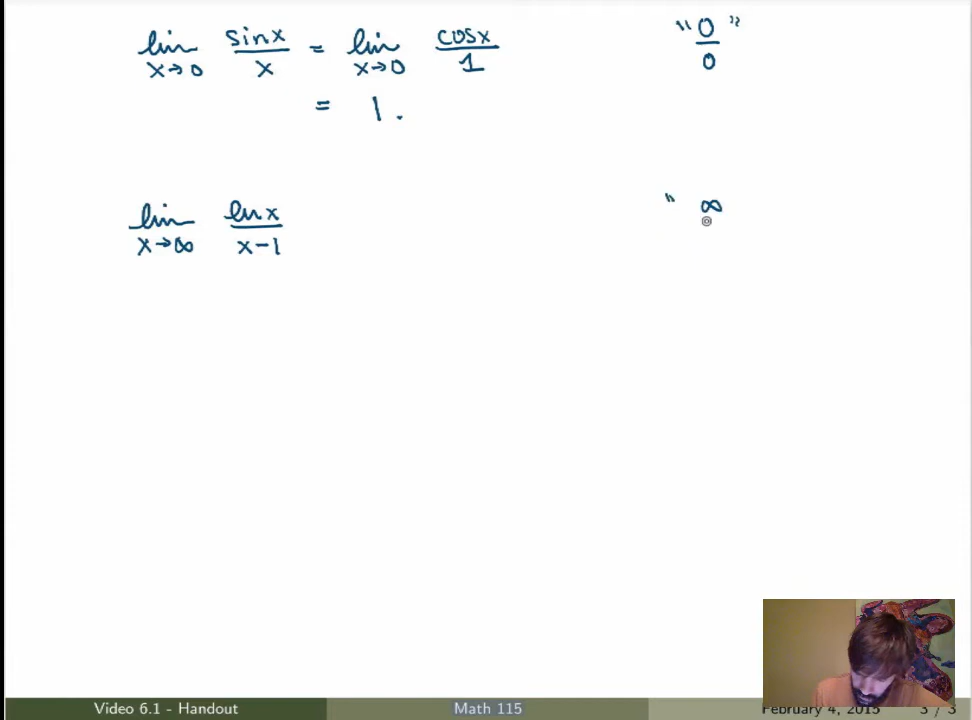 lim x→0 sinx/x = lim x→0 cosx/1 "0/0"
= 1.
lim x→∞ lnx/x-1 " ∞
Video 6.1 - Handout Math 115 February 4, 2015 3 / 3